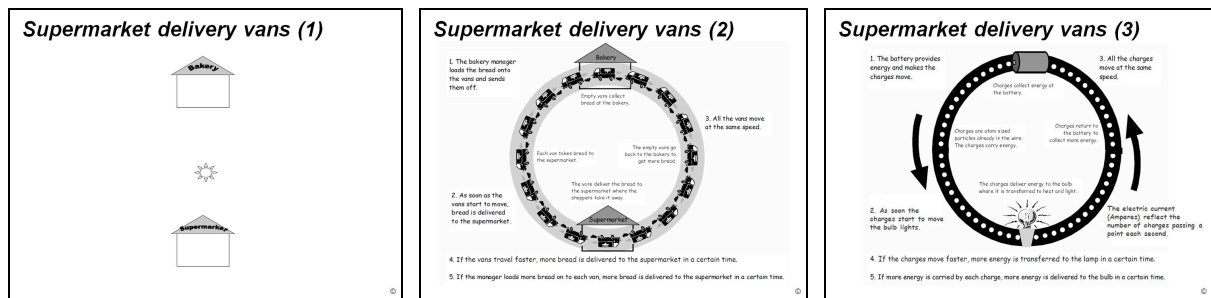 Supermarket delivery vans (1)
Bakery
Supermarket
©
Supermarket delivery vans (2)
1. The bakery manager
loads the bread onto
the vans and sends
them off.
Bakery
Empty vans collect
bread at the bakery.
3. All the vans move
at the same speed.
Each van takes bread to
the supermarket.
The empty vans go
back to the bakery to
get more bread.
The vans deliver the bread to
the supermarket where the
shoppers take it away.
2. As soon as the
vans start to move,
bread is delivered
to the supermarket.
Supermarket
4. If the vans travel faster, more bread is delivered to the supermarket in a certain time.
5. If the manager loads more bread on to each van, more bread is delivered to the supermarket in a certain time.
©
Supermarket delivery vans (3)
1. The battery provides
energy and makes the
charges move.
3. All the charges
move at the same
speed.
Charges collect energy at
the battery.
Charges are atom sized
particles already in the wire.
The charges carry energy.
Charges return to
the battery to
collect more energy.
The charges deliver energy to the bulb
where it is transferred to heat and light.
2. As soon the
charges start to move
the bulb lights.
The electric current
(Amperes) reflect the
number of charges passing a
point each second.
4. If the charges move faster, more energy is transferred to the lamp in a certain time.
5. If more energy is carried by each charge, more energy is delivered to the bulb in a certain time.
©